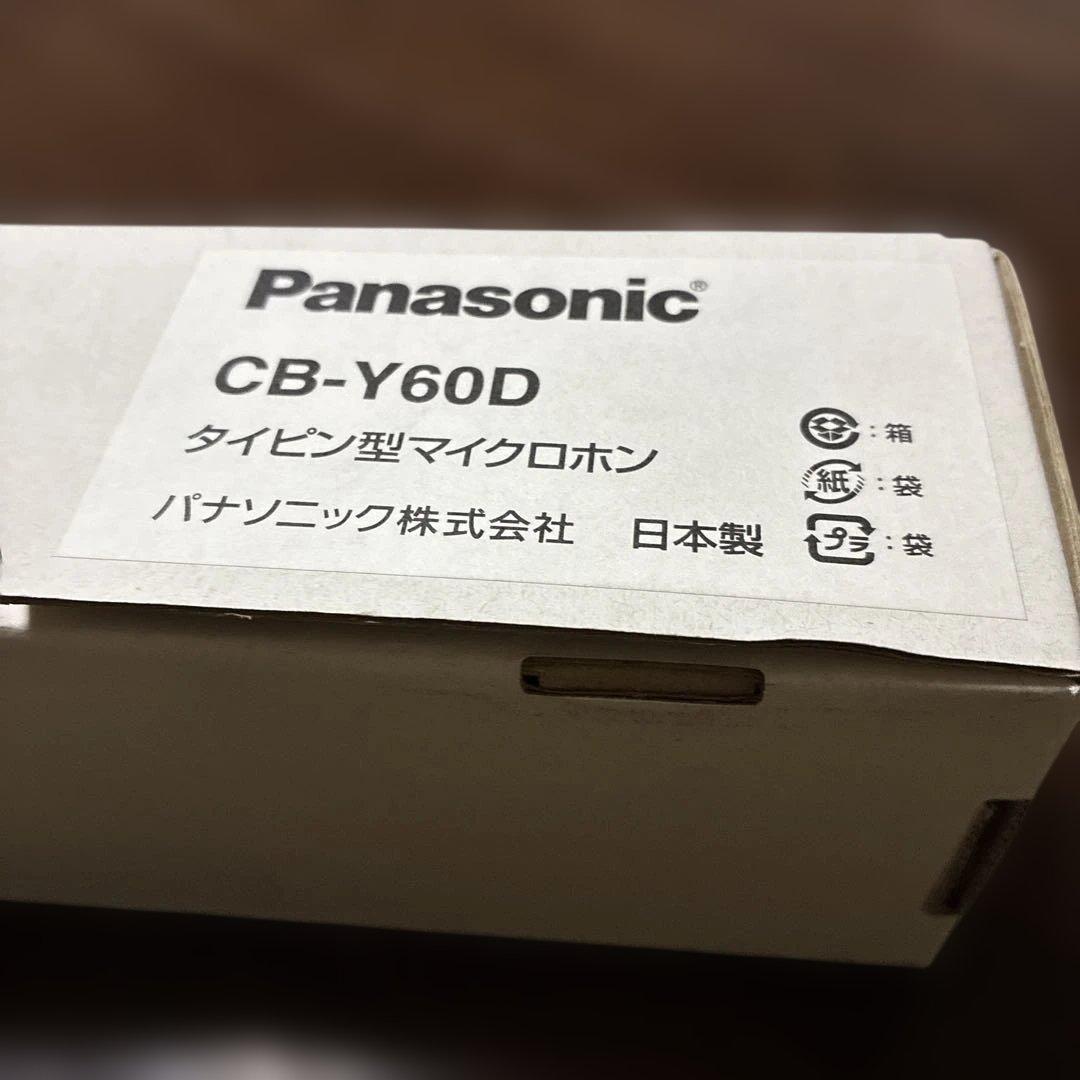 Panasonic®
CB-Y60D
タイピン型マイクロホン
パナソニック株式会社 日本製
:箱
紙:袋
プラ:袋